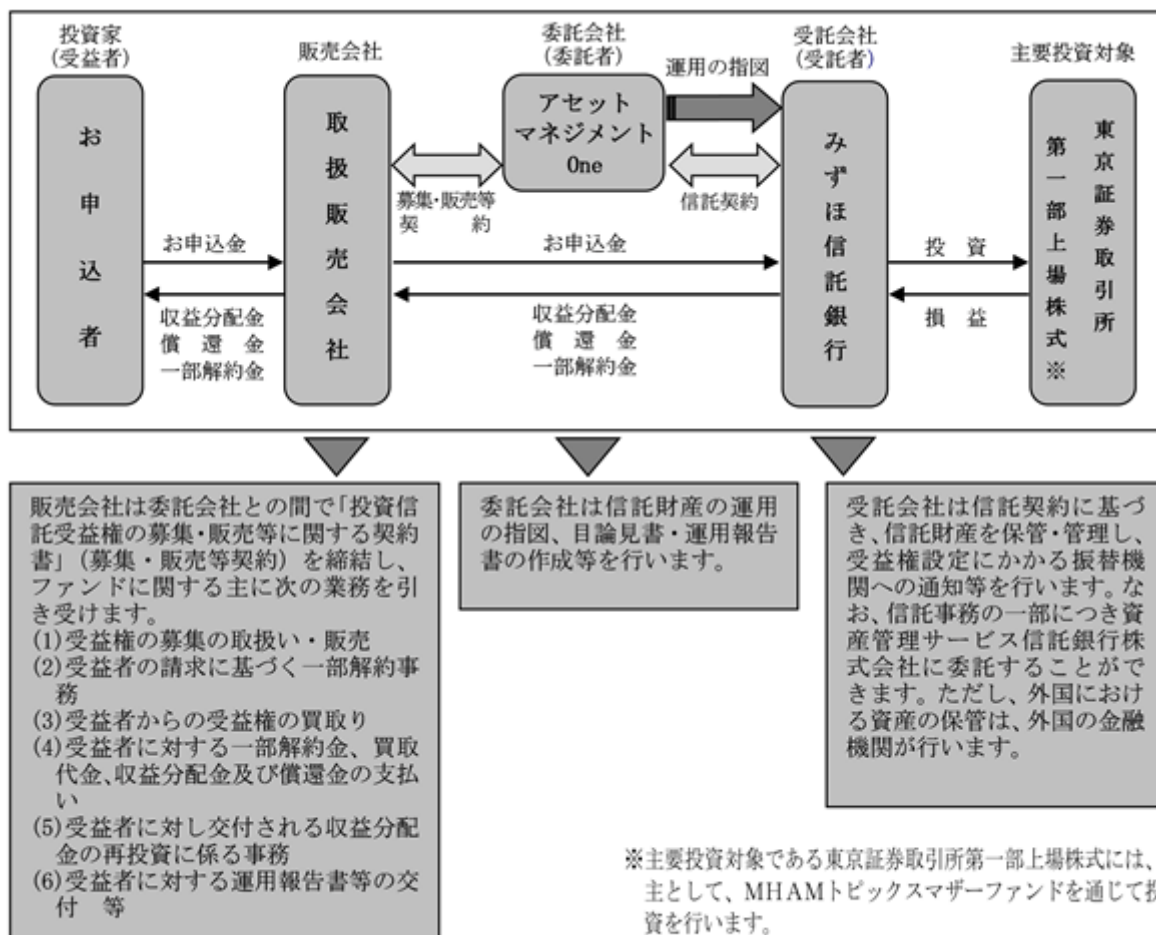 投資家
(受益者)
お申込者
販売会社
取扱販売会社
委託会社
(委託者)
アセット
マネジメント
One
運用の指図
受託会社
(受託者)
みずほ信託銀行
主要投資対象
東京証券取引所
第一部上場株式※
募集・販売等
契約
信託契約
お申込金
収益分配金
償還金
一部解約金
お申込金
収益分配金
償還金
一部解約金
投資
損益
販売会社は委託会社との間で「投資信
託受益権の募集・販売等に関する契約
書」(募集・販売等契約)を締結し、
ファンドに関する主に次の業務を引
き受けます。
(1)受益権の募集の取扱い・販売
(2)受益者の請求に基づく一部解約事
務
(3)受益者からの受益権の買取り
(4)受益者に対する一部解約金、買取
代金、収益分配金及び償還金の支払
い
(5)受益者に対し交付される収益分配
金の再投資に係る事務
(6)受益者に対する運用報告書等の交
付 等
委託会社は信託財産の運用
の指図、目論見書・運用報告
書の作成等を行います。
受託会社は信託契約に基づ
き、信託財産を保管・管理し、
受益権設定にかかる振替機
関への通知等を行います。な
お、信託事務の一部につき資
産管理サービス信託銀行株
式会社に委託することがで
きます。ただし、外国におけ
る資産の保管は、外国の金融
機関が行います。
※主要投資対象である東京証券取引所第一部上場株式には、
主として、MHAMトピックスマザーファンドを通じて投
資を行います。